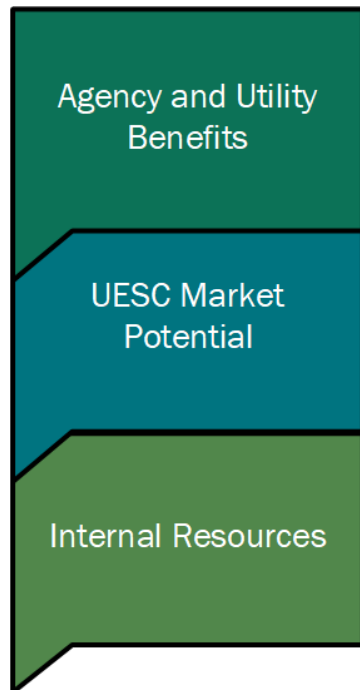 Agency and Utility
Benefits
UESC Market
Potential
Internal Resources